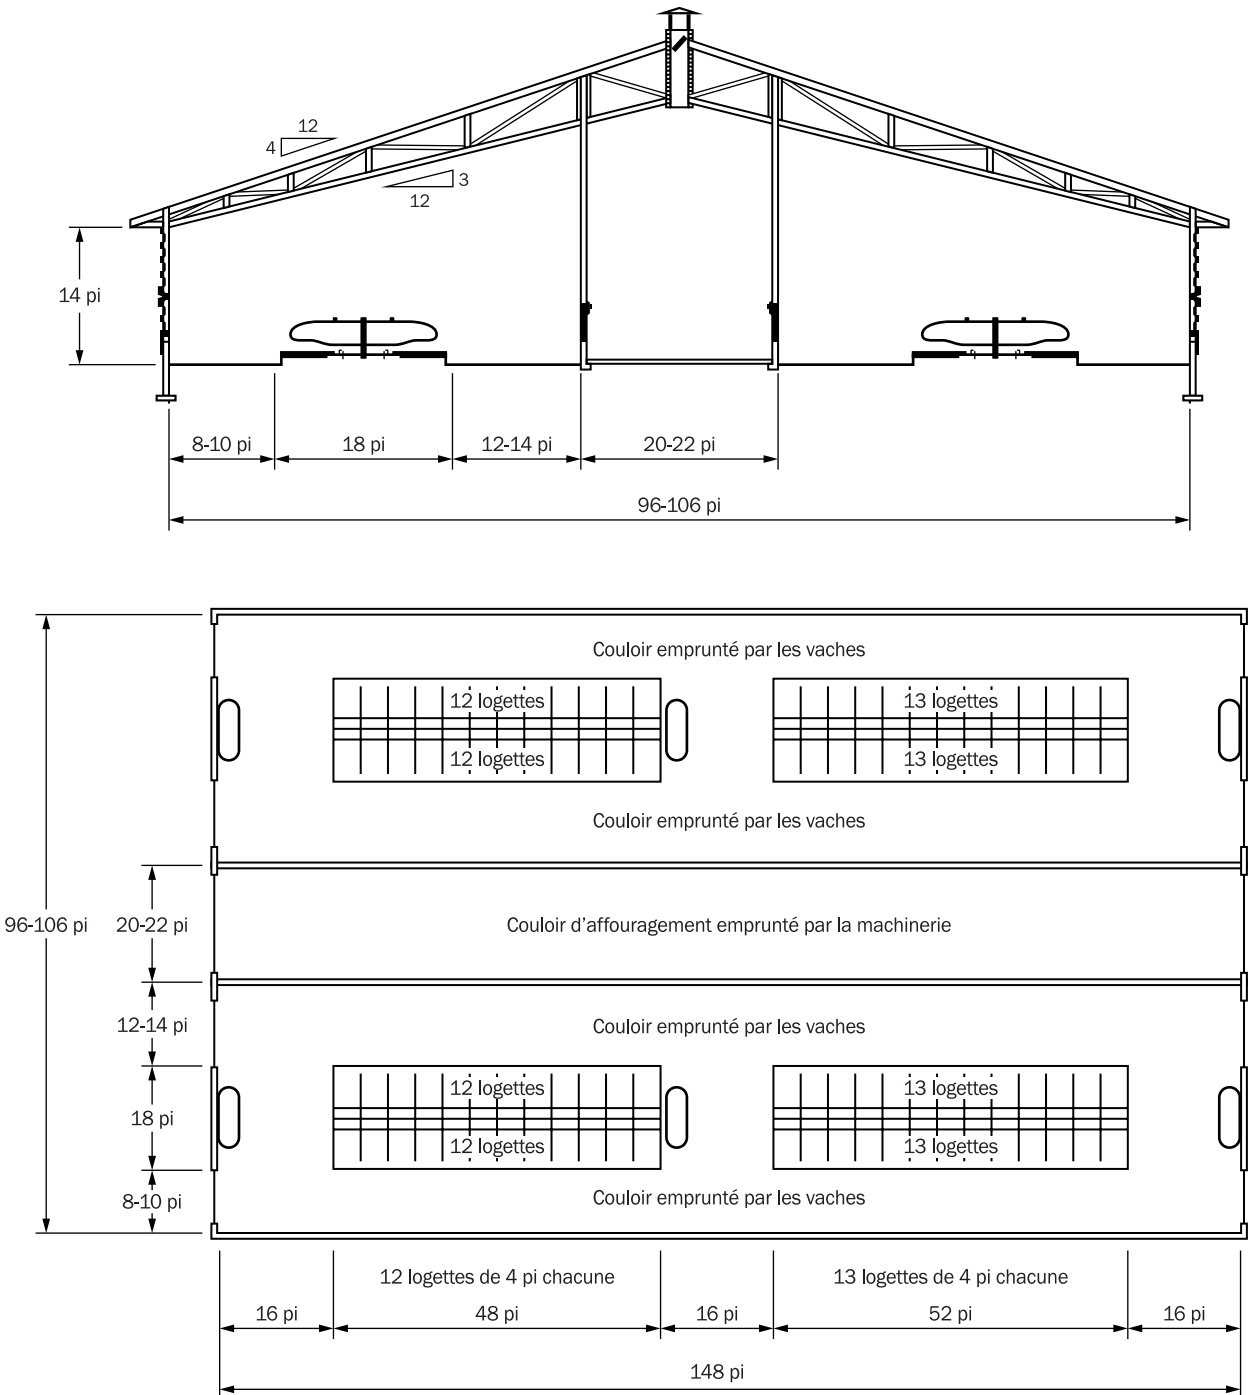 12
4
3
12
14 pi
8-10 pi
18 pi
12-14 pi
20-22 pi
96-106 pi
Couloir emprunté par les vaches
12 logettes
13 logettes
12 logettes
13 logettes
Couloir emprunté par les vaches
96-106 pi
20-22 pi
Couloir d'affouragement emprunté par la machinerie
12-14 pi
Couloir emprunté par les vaches
12 logettes
13 logettes
18 pi
12 logettes
13 logettes
8-10 pi
Couloir emprunté par les vaches
12 logettes de 4 pi chacune
13 logettes de 4 pi chacune
16 pi
48 pi
16 pi
52 pi
16 pi
148 pi